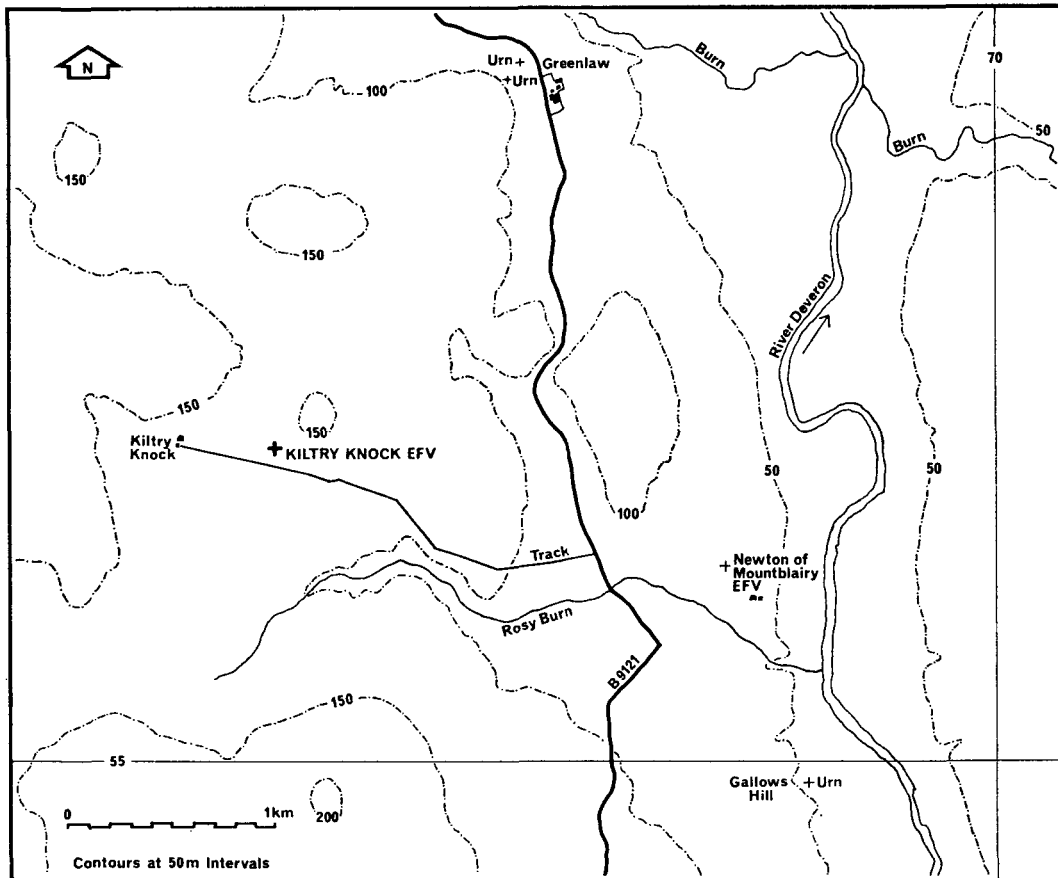 N
Urn
Greenlaw
Urn
Burn
70
100
50
Burn
150
150
River Deveron
150
150
Kiltry
Knock
KILTRY KNOCK EFV
50
50
100
Track
Newton of
Mountblairy
EFV
Rosy Burn
B9121
150
55
Gallows
Hill
Urn
0
1km
200
Contours at 50m Intervals